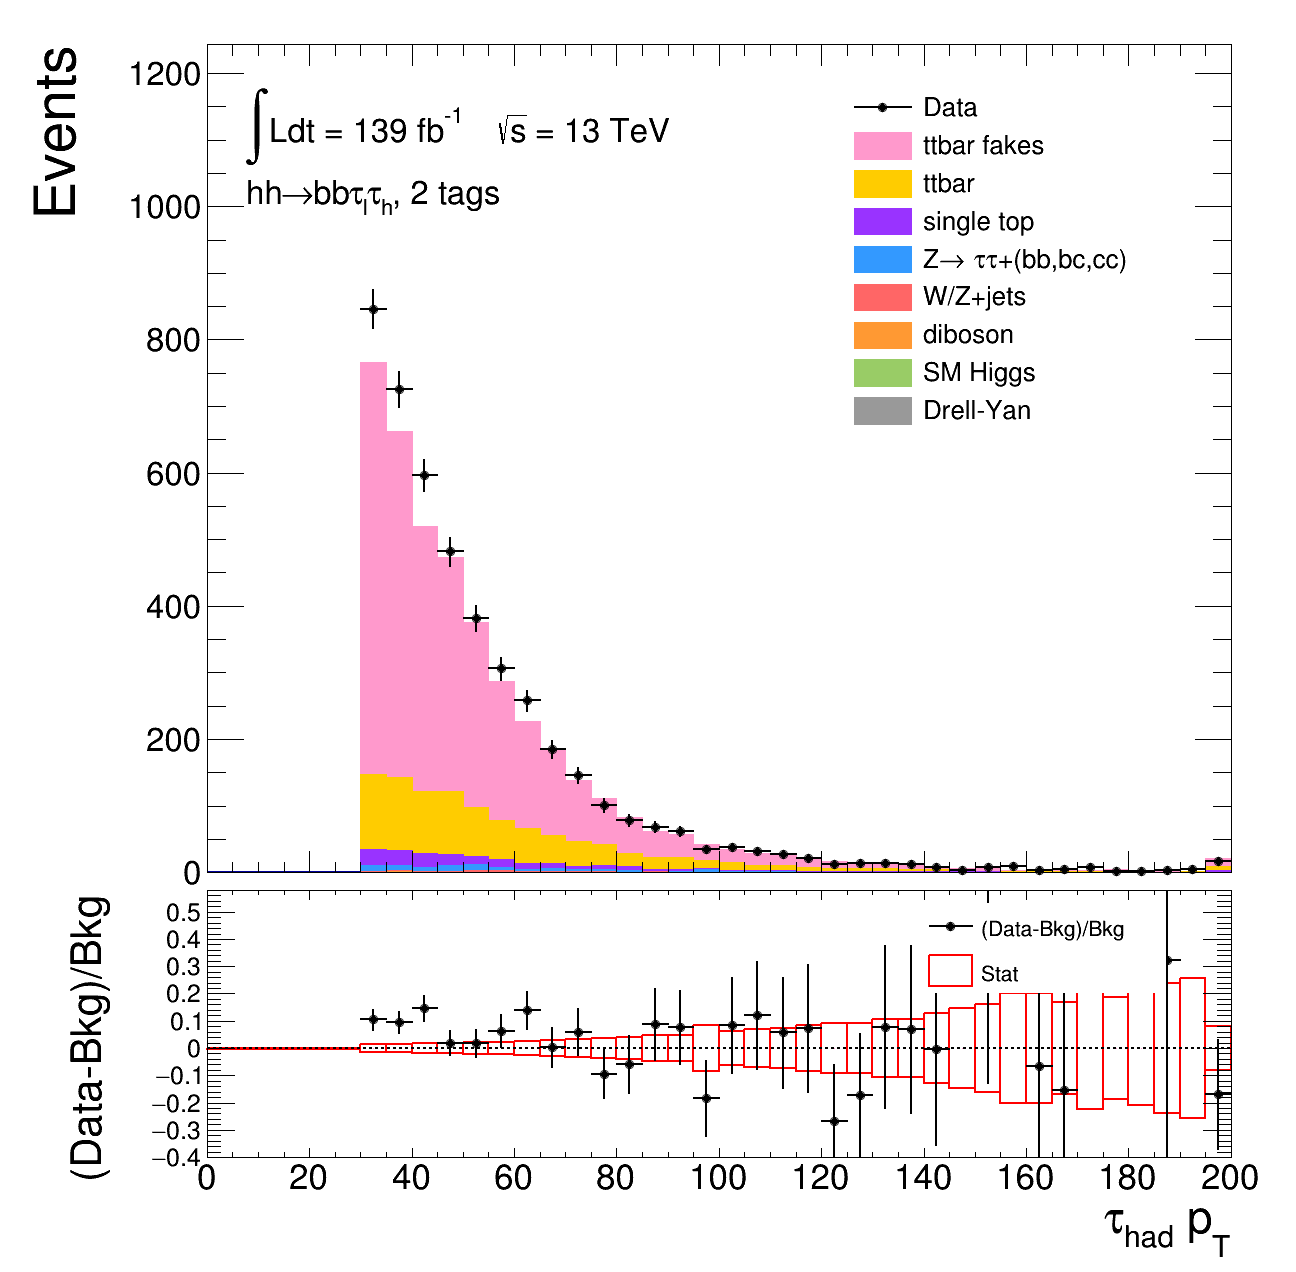 Events
1200
1000
800
600
400
200
0
∫Ldt = 139 fb⁻¹ √s = 13 TeV
hh→bbτₗτₕ, 2 tags
Data
ttbar fakes
ttbar
single top
Z→ ττ+(bb,bc,cc)
W/Z+jets
diboson
SM Higgs
Drell-Yan
(Data-Bkg)/Bkg
0.5
0.4
0.3
0.2
0.1
0
−0.1
−0.2
−0.3
−0.4
(Data-Bkg)/Bkg
Stat
0 20 40 60 80 100 120 140 160 180 200
τ_had p_T